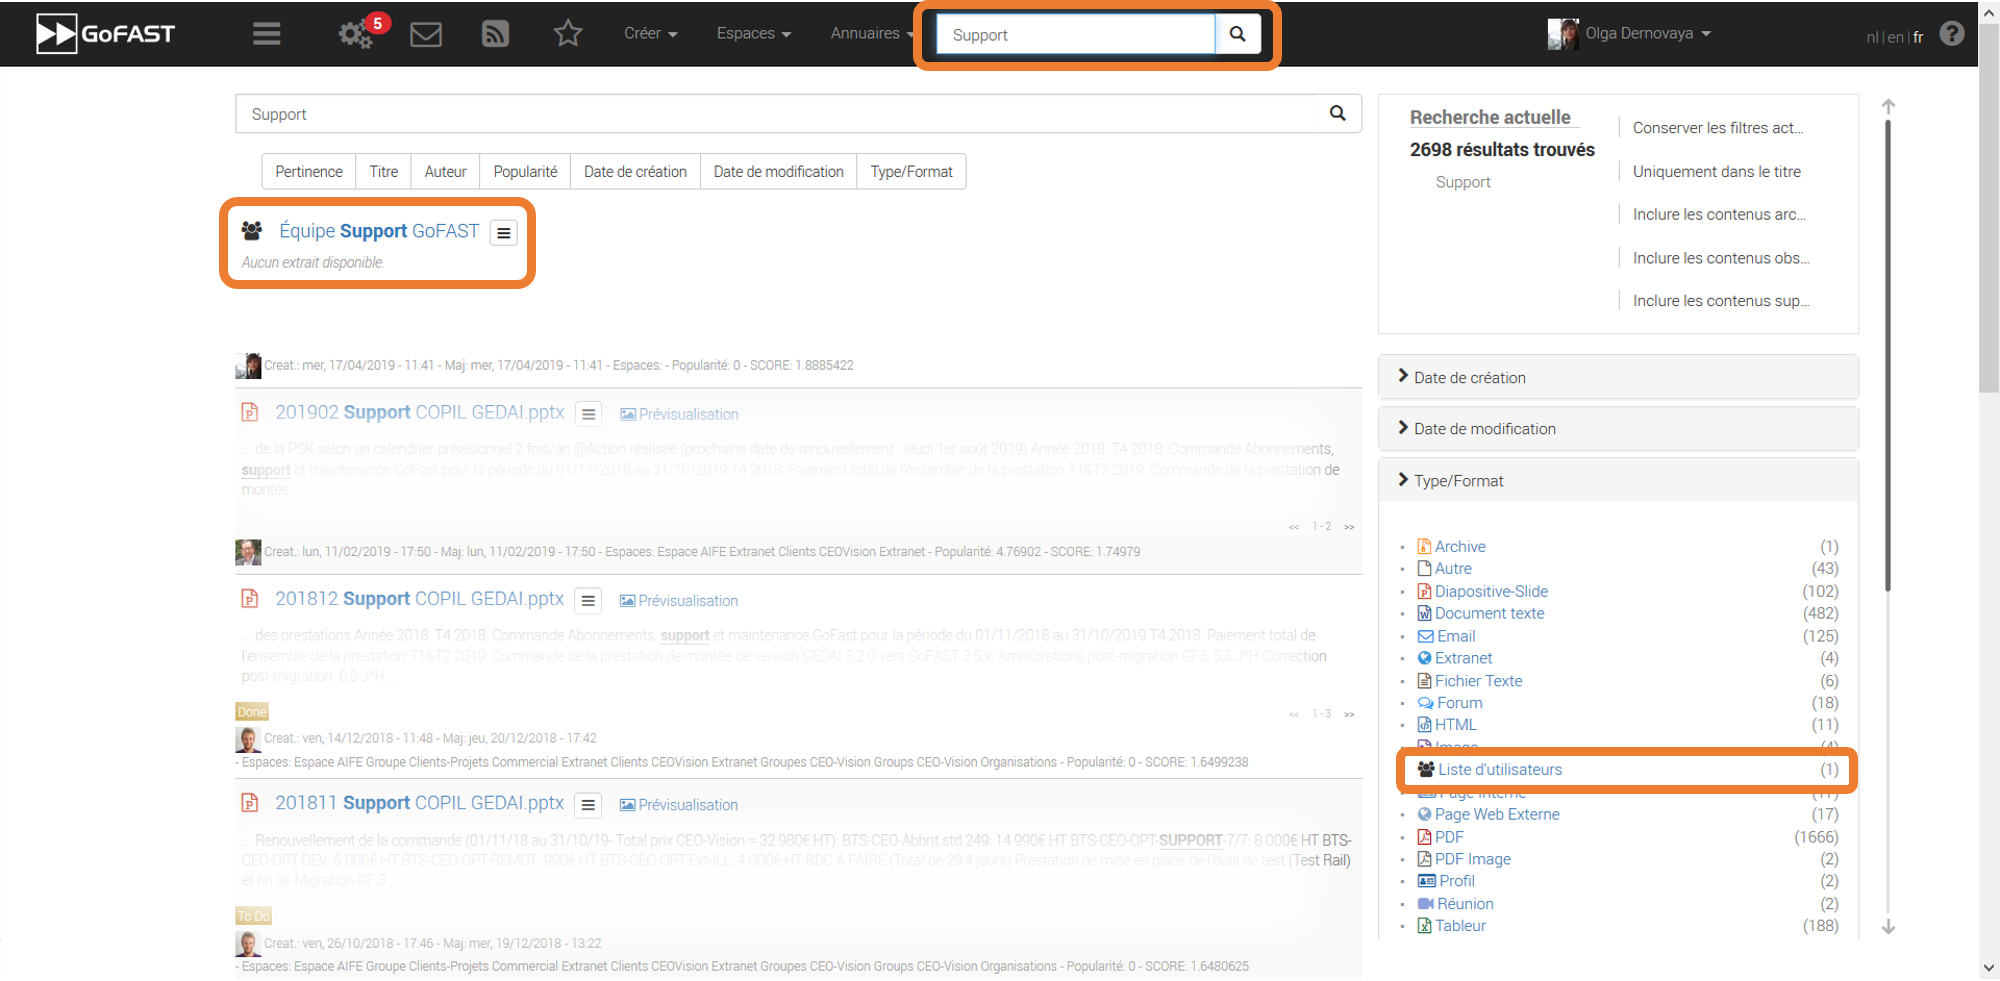 GoFAST
5
Créer
Espaces
Annuaires
Support
Olga Dernovaya
nl | en | fr
?
Support
Pertinence
Titre
Auteur
Popularité
Date de création
Date de modification
Type/Format
Équipe Support GoFAST
Aucun extrait disponible.
Creat.: mer, 17/04/2019 - 11:41 - Maj: mer, 17/04/2019 - 11:41 - Espaces: - Popularité: 0 - SCORE: 1.8885422
201902 Support COPIL GEDAI.pptx
Prévisualisation
... de la PSK selon un calendrier prévisionnel 2 fois/an @Action réalisée (prochaine date de renouvellement : jeudi 1er août 2019) Année 2018: T4 2018: Commande Abonnements,
support et maintenance GoFast pour la période du 01/11/2018 au 31/10/2019 T4 2018: Paiement total de l'ensemble de la prestation T1&T2 2019: Commande de la prestation de
montée ...
<< 1 - 2 >>
Creat.: lun, 11/02/2019 - 17:50 - Maj: lun, 11/02/2019 - 17:50 - Espaces: Espace AIFE Extranet Clients CEOVision Extranet - Popularité: 4.76902 - SCORE: 1.74979
201812 Support COPIL GEDAI.pptx
Prévisualisation
... des prestations Année 2018: T4 2018: Commande Abonnements, support et maintenance GoFast pour la période du 01/11/2018 au 31/10/2019 T4 2018: Paiement total de
l'ensemble de la prestation T1&T2 2019: Commande de la prestation de montée de version GEDAI 3.2.0 vers GoFAST 3.5.x. Améliorations post-migration GF3: 5,5 J*H Correction
post-migration: 6,5 J*H ...
Done
<< 1 - 3 >>
Creat.: ven, 14/12/2018 - 11:48 - Maj: jeu, 20/12/2018 - 17:42
- Espaces: Espace AIFE Groupe Clients-Projets Commercial Extranet Clients CEOVision Extranet Groupes CEO-Vision Groups CEO-Vision Organisations - Popularité: 0 - SCORE: 1.6499238
201811 Support COPIL GEDAI.pptx
Prévisualisation
... Renouvellement de la commande (01/11/18 au 31/10/19- Total prix CEO-Vision = 32 980€ HT): BTS-CEO-Abbnt std 249: 14 990€ HT BTS-CEO-OPT-SUPPORT-7/7: 8 000€ HT BTS-
CEO-OPT-DEV: 5 000€ HT BTS-CEO-OPT-REMOT: 990€ HT BTS-CEO-OPT-Ext-ILL: 4 000€ HT BDC A FAIRE (Total de 29,4 jours) Prestation de mise en place de l'outil de test (Test Rail)
et fin de Migration GF 3 ...
To Do
Creat.: ven, 26/10/2018 - 17:46 - Maj: mer, 19/12/2018 - 13:22
- Espaces: Espace AIFE Groupe Clients-Projets Commercial Extranet Clients CEOVision Extranet Groupes CEO-Vision Groups CEO-Vision Organisations - Popularité: 0 - SCORE: 1.6480625
Recherche actuelle
2698 résultats trouvés
Support
Conserver les filtres act...
Uniquement dans le titre
Inclure les contenus arc...
Inclure les contenus obs...
Inclure les contenus sup...
Date de création
Date de modification
Type/Format
Archive (1)
Autre (43)
Diapositive-Slide (102)
Document texte (482)
Email (125)
Extranet (4)
Fichier Texte (6)
Forum (18)
HTML (11)
Image (4)
Liste d'utilisateurs (1)
Page Interne (17)
Page Web Externe (17)
PDF (1666)
PDF Image (2)
Profil (2)
Réunion (2)
Tableur (188)